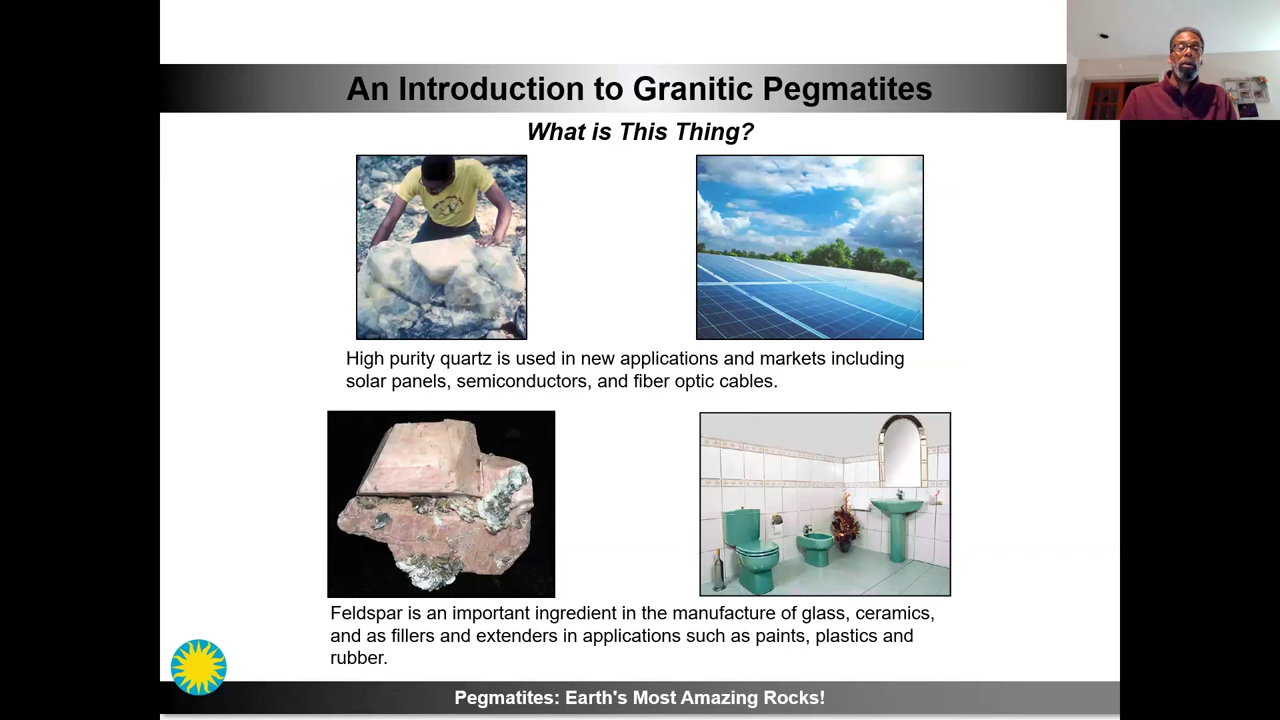 An Introduction to Granitic Pegmatites
What is This Thing?
High purity quartz is used in new applications and markets including
solar panels, semiconductors, and fiber optic cables.
Feldspar is an important ingredient in the manufacture of glass, ceramics,
and as fillers and extenders in applications such as paints, plastics and
rubber.
Pegmatites: Earth's Most Amazing Rocks!